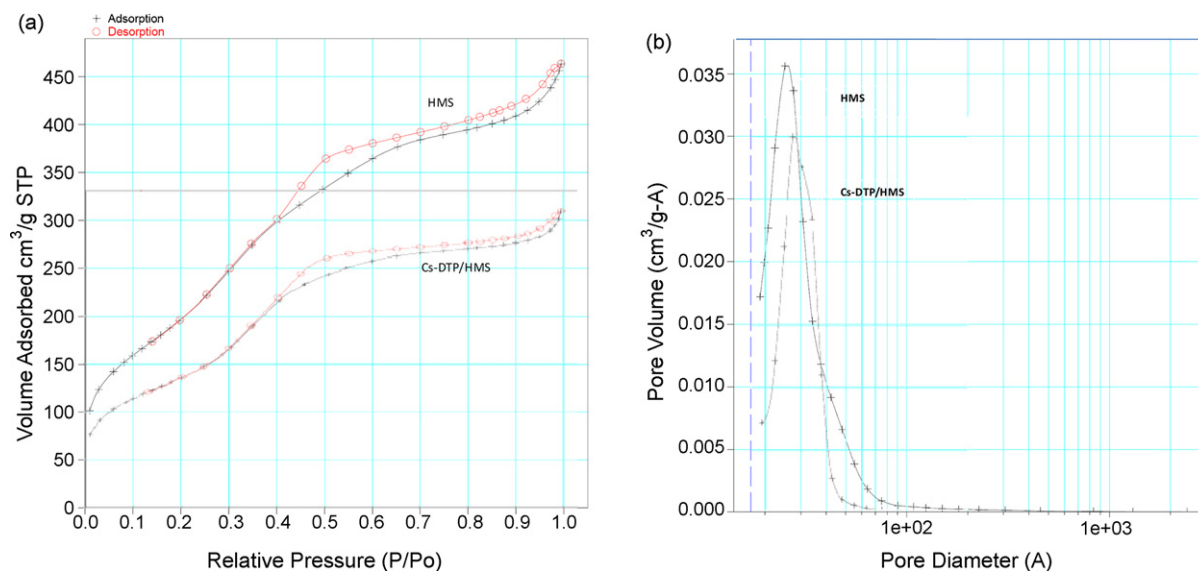 (a)
+ Adsorption
Desorption
Volume Adsorbed cm³/g STP
450
400
350
300
250
200
150
100
50
0
HMS
Cs-DTP/HMS
0.0 0.1 0.2 0.3 0.4 0.5 0.6 0.7 0.8 0.9 1.0
Relative Pressure (P/Po)
(b)
Pore Volume (cm³/g-A)
0.035
0.030
0.025
0.020
0.015
0.010
0.005
0.000
HMS
Cs-DTP/HMS
1e+02 1e+03
Pore Diameter (A)